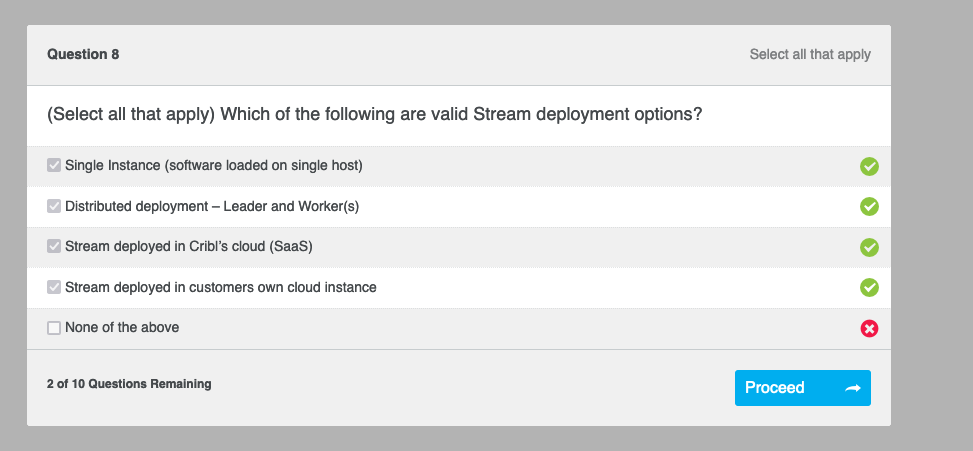 Question 8
Select all that apply
(Select all that apply) Which of the following are valid Stream deployment options?
Single Instance (software loaded on single host)
Distributed deployment – Leader and Worker(s)
Stream deployed in Cribl's cloud (SaaS)
Stream deployed in customers own cloud instance
None of the above
2 of 10 Questions Remaining
Proceed